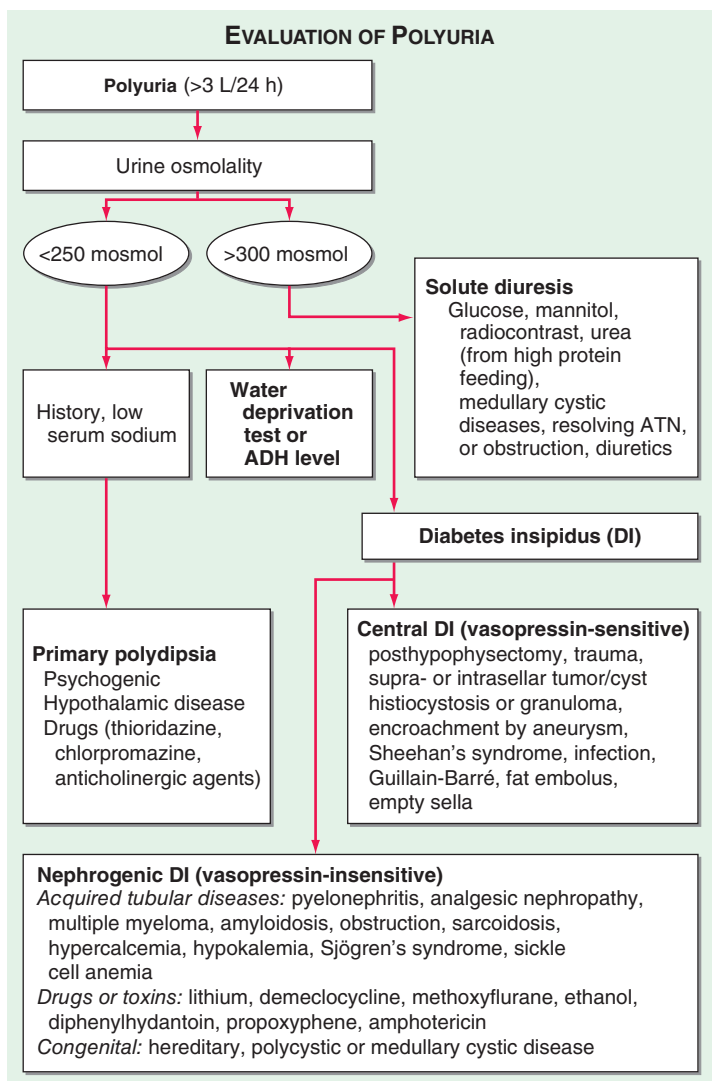 EVALUATION OF POLYURIA
Polyuria (>3 L/24 h)
Urine osmolality
<250 mosmol
>300 mosmol
Solute diuresis
Glucose, mannitol,
radiocontrast, urea
(from high protein
feeding),
medullary cystic
diseases, resolving ATN,
or obstruction, diuretics
History, low
serum sodium
Water
deprivation
test or
ADH level
Diabetes insipidus (DI)
Primary polydipsia
Psychogenic
Hypothalamic disease
Drugs (thioridazine,
chlorpromazine,
anticholinergic agents)
Central DI (vasopressin-sensitive)
posthypophysectomy, trauma,
supra- or intrasellar tumor/cyst
histiocystosis or granuloma,
encroachment by aneurysm,
Sheehan's syndrome, infection,
Guillain-Barré, fat embolus,
empty sella
Nephrogenic DI (vasopressin-insensitive)
Acquired tubular diseases: pyelonephritis, analgesic nephropathy,
multiple myeloma, amyloidosis, obstruction, sarcoidosis,
hypercalcemia, hypokalemia, Sjögren's syndrome, sickle
cell anemia
Drugs or toxins: lithium, demeclocycline, methoxyflurane, ethanol,
diphenylhydantoin, propoxyphene, amphotericin
Congenital: hereditary, polycystic or medullary cystic disease